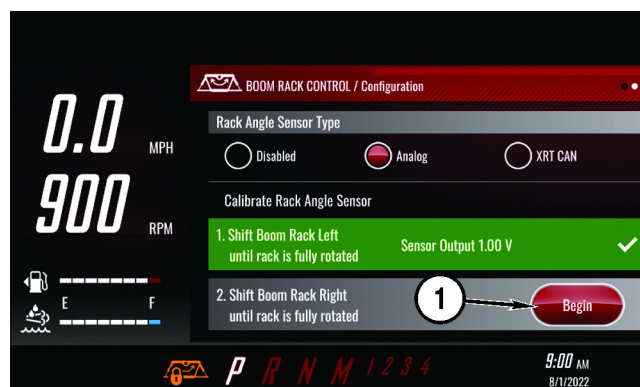 BOOM RACK CONTROL / Configuration
0.0 MPH
Rack Angle Sensor Type
Disabled Analog XRT CAN
900 RPM
Calibrate Rack Angle Sensor
1. Shift Boom Rack Left
until rack is fully rotated
Sensor Output 1.00 V
2. Shift Boom Rack Right
until rack is fully rotated
1
Begin
E F
P R N M 1 2 3 4
9:00 AM
8/1/2022